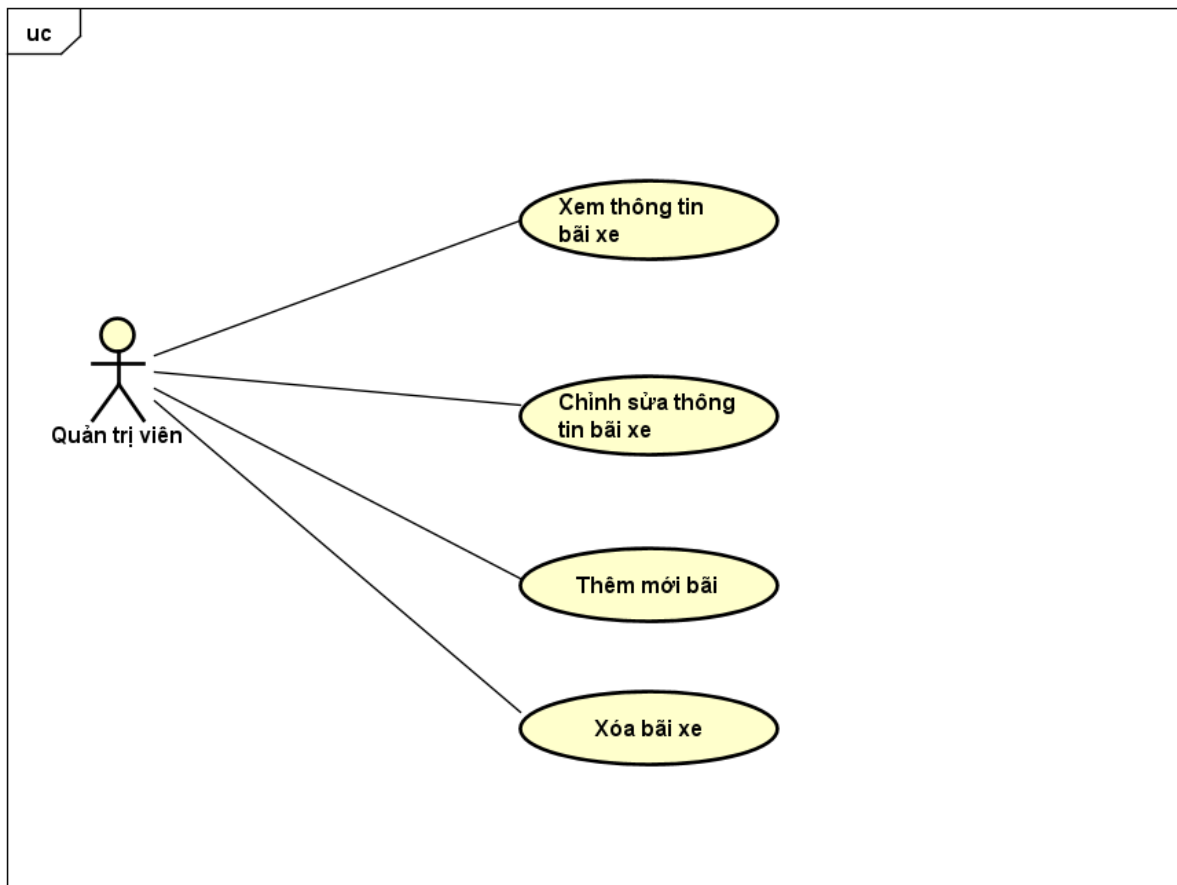 uc
Xem thông tin
bãi xe
Chỉnh sửa thông
tin bãi xe
Quản trị viên
Thêm mới bãi
Xóa bãi xe